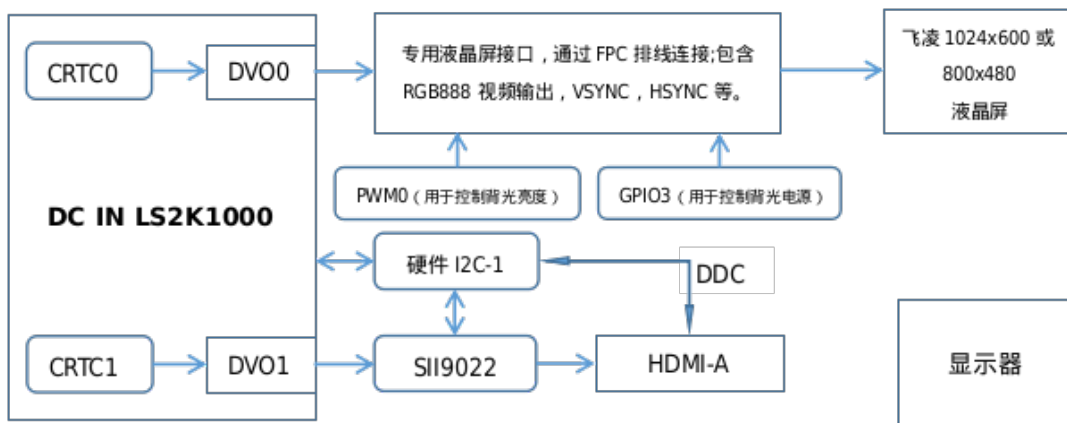 CRTC0
DVO0
专用液晶屏接口，通过 FPC 排线连接;包含
RGB888 视频输出，VSYNC，HSYNC 等。
飞凌 1024x600 或
800x480
液晶屏
PWM0（用于控制背光亮度）
GPIO3（用于控制背光电源）
DC IN LS2K1000
硬件 I2C-1
DDC
CRTC1
DVO1
SII9022
HDMI-A
显示器